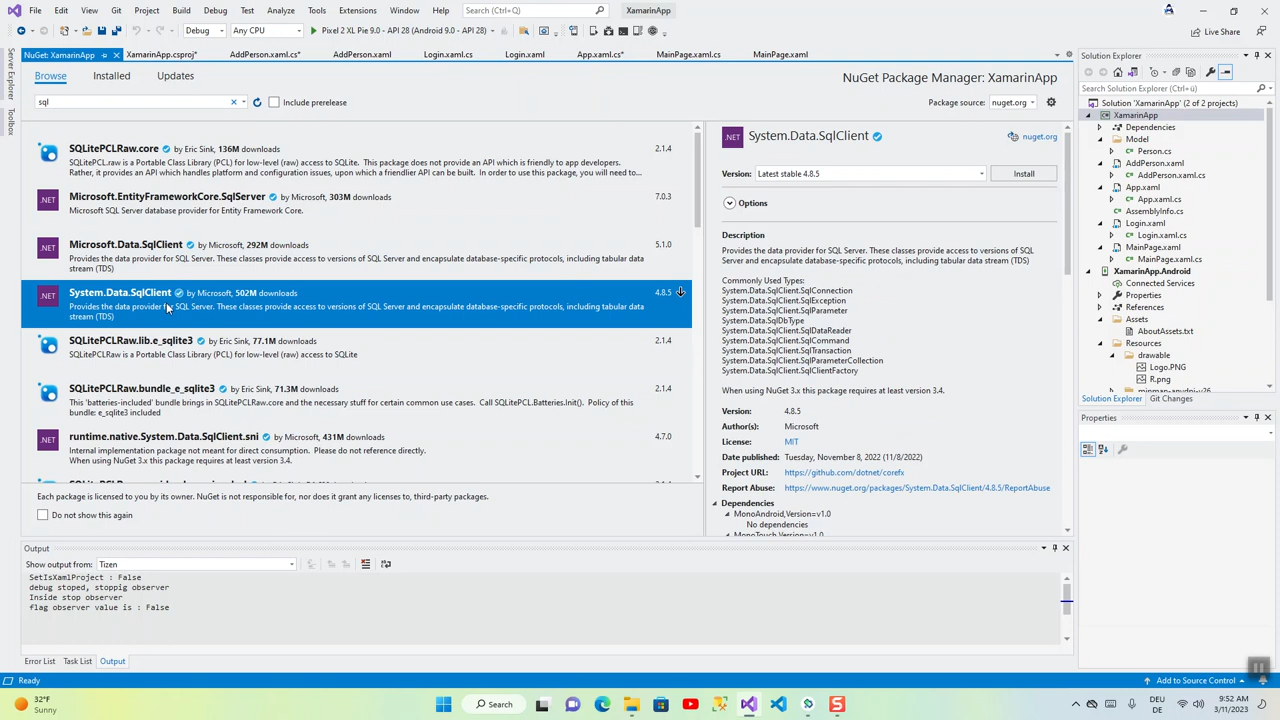 File Edit View Git Project Build Debug Test Analyze Tools Extensions Window Help Search (Ctrl+Q) XamarinApp
Debug Any CPU Pixel 2 XL Pie 9.0 - API 28 (Android 9.0 - API 28) Live Share
NuGet: XamarinApp XamarinApp.csproj* AddPerson.xaml.cs* AddPerson.xaml Login.xaml.cs Login.xaml App.xaml.cs* MainPage.xaml.cs MainPage.xaml
Server Explorer
Toolbox
Browse Installed Updates
NuGet Package Manager: XamarinApp
sql
Include prerelease
Package source: nuget.org
SQLitePCLRaw.core by Eric Sink, 136M downloads 2.1.4
SQLitePCL.raw is a Portable Class Library (PCL) for low-level (raw) access to SQLite. This package does not provide an API which is friendly to app developers.
Rather, it provides an API which handles platform and configuration issues, upon which a friendlier API can be built. In order to use this package, you will need to...
.NET Microsoft.EntityFrameworkCore.SqlServer by Microsoft, 303M downloads 7.0.3
Microsoft SQL Server database provider for Entity Framework Core.
.NET Microsoft.Data.SqlClient by Microsoft, 292M downloads 5.1.0
Provides the data provider for SQL Server. These classes provide access to versions of SQL Server and encapsulate database-specific protocols, including tabular data
stream (TDS)
.NET System.Data.SqlClient by Microsoft, 502M downloads 4.8.5
Provides the data provider for SQL Server. These classes provide access to versions of SQL Server and encapsulate database-specific protocols, including tabular data
stream (TDS)
SQLitePCLRaw.lib.e_sqlite3 by Eric Sink, 77.1M downloads 2.1.4
SQLitePCLRaw is a Portable Class Library (PCL) for low-level (raw) access to SQLite
SQLitePCLRaw.bundle_e_sqlite3 by Eric Sink, 71.3M downloads 2.1.4
This 'batteries-included' bundle brings in SQLitePCLRaw.core and the necessary stuff for certain common use cases. Call SQLitePCL.Batteries.Init(). Policy of this
bundle: e_sqlite3 included
.NET runtime.native.System.Data.SqlClient.sni by Microsoft, 431M downloads 4.7.0
Internal implementation package not meant for direct consumption. Please do not reference directly.
When using NuGet 3.x this package requires at least version 3.4.
Each package is licensed to you by its owner. NuGet is not responsible for, nor does it grant any licenses to, third-party packages.
Do not show this again
.NET System.Data.SqlClient nuget.org
Version: Latest stable 4.8.5 Install
Options
Description
Provides the data provider for SQL Server. These classes provide access to versions of SQL
Server and encapsulate database-specific protocols, including tabular data stream (TDS)
Commonly Used Types:
System.Data.SqlClient.SqlConnection
System.Data.SqlClient.SqlException
System.Data.SqlClient.SqlParameter
System.Data.SqlDbType
System.Data.SqlClient.SqlDataReader
System.Data.SqlClient.SqlCommand
System.Data.SqlClient.SqlTransaction
System.Data.SqlClient.SqlParameterCollection
System.Data.SqlClient.SqlClientFactory
When using NuGet 3.x this package requires at least version 3.4.
Version: 4.8.5
Author(s): Microsoft
License: MIT
Date published: Tuesday, November 8, 2022 (11/8/2022)
Project URL: https://github.com/dotnet/corefx
Report Abuse: https://www.nuget.org/packages/System.Data.SqlClient/4.8.5/ReportAbuse
Dependencies
MonoAndroid,Version=v1.0
No dependencies
MonoTouch,Version=v1.0
Solution Explorer
Search Solution Explorer (Ctrl+ü)
Solution 'XamarinApp' (2 of 2 projects)
XamarinApp
Dependencies
Model
Person.cs
AddPerson.xaml
AddPerson.xaml.cs
App.xaml
App.xaml.cs
AssemblyInfo.cs
Login.xaml
Login.xaml.cs
MainPage.xaml
MainPage.xaml.cs
XamarinApp.Android
Connected Services
Properties
References
Assets
AboutAssets.txt
Resources
drawable
Logo.PNG
R.png
mipmap-anydpi-v26
Solution Explorer Git Changes
Properties
Output
Show output from: Tizen
SetIsXamlProject : False
debug stoped, stoppig observer
Inside stop observer
flag observer value is : False
Error List Task List Output
Ready Add to Source Control
32°F
Sunny
Search
DEU
DE
9:52 AM
3/11/2023